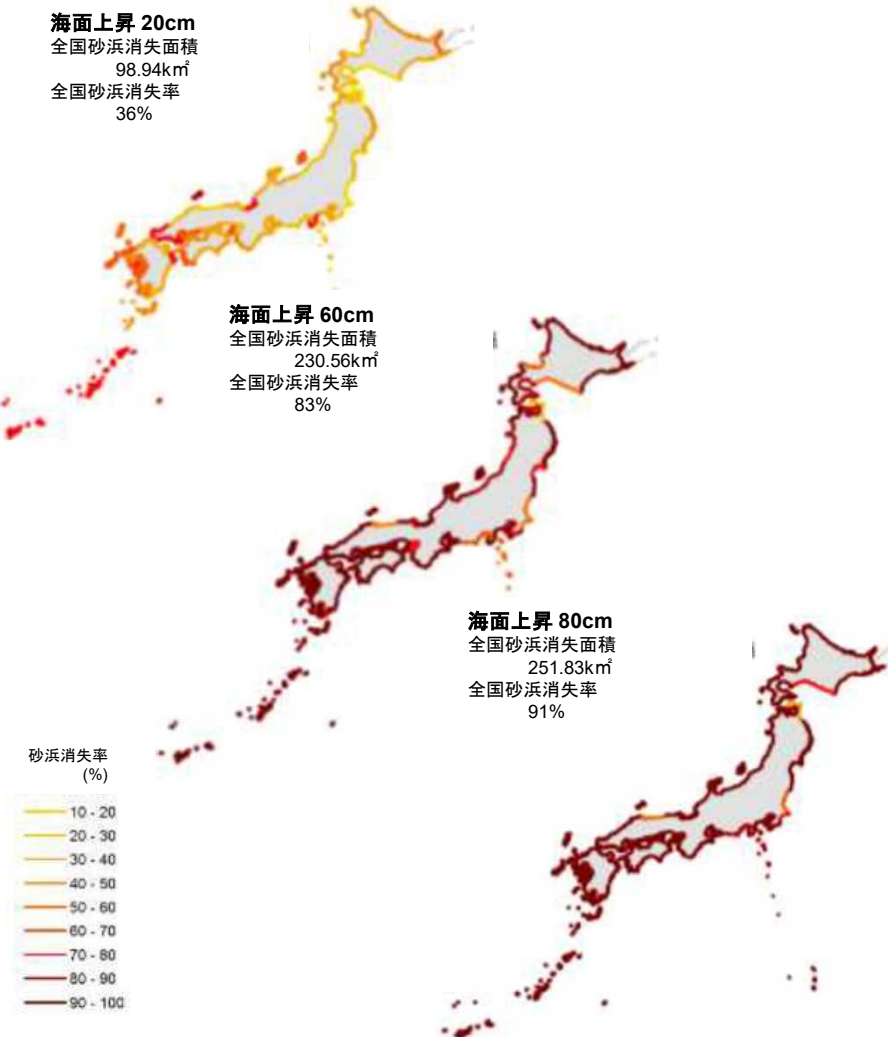 海面上昇 20cm
全国砂浜消失面積
98.94k㎡
全国砂浜消失率
36%
海面上昇 60cm
全国砂浜消失面積
230.56k㎡
全国砂浜消失率
83%
海面上昇 80cm
全国砂浜消失面積
251.83k㎡
全国砂浜消失率
91%
砂浜消失率
(%)
10 - 20
20 - 30
30 - 40
40 - 50
50 - 60
60 - 70
70 - 80
80 - 90
90 - 100